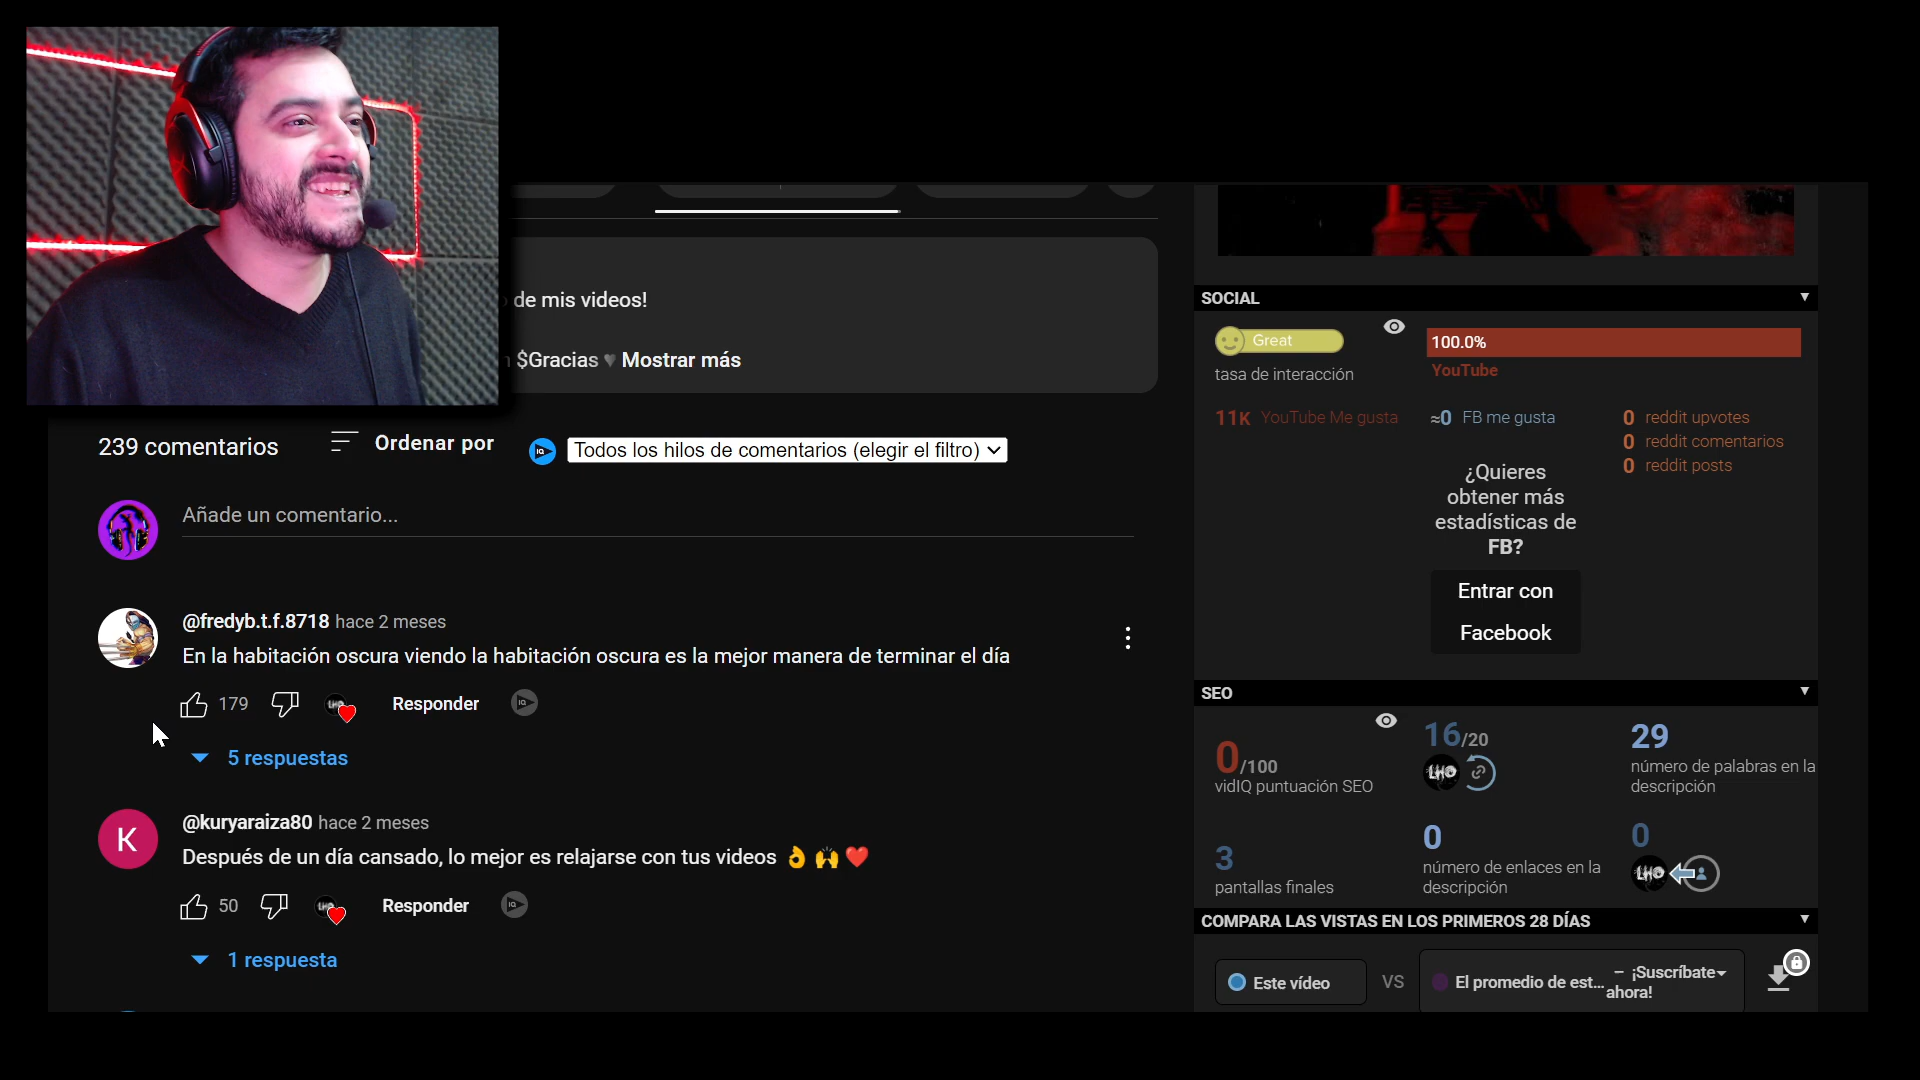 de mis videos!
$Gracias ♥ Mostrar más
239 comentarios
Ordenar por
Todos los hilos de comentarios (elegir el filtro)
Añade un comentario...
@fredyb.t.f.8718 hace 2 meses
En la habitación oscura viendo la habitación oscura es la mejor manera de terminar el día
179
Responder
5 respuestas
K
@kuryaraiza80 hace 2 meses
Después de un día cansado, lo mejor es relajarse con tus videos 👌 🙌 ❤️
50
Responder
1 respuesta
SOCIAL
Great
tasa de interacción
100.0%
YouTube
11K YouTube Me gusta
≈0 FB me gusta
0 reddit upvotes
0 reddit comentarios
0 reddit posts
¿Quieres
obtener más
estadísticas de
FB?
Entrar con
Facebook
SEO
0/100
vidIQ puntuación SEO
16/20
LHO
29
número de palabras en la
descripción
3
pantallas finales
0
número de enlaces en la
descripción
0
LHO
COMPARA LAS VISTAS EN LOS PRIMEROS 28 DÍAS
Este vídeo
VS
El promedio de est...
– ¡Suscríbate
ahora!